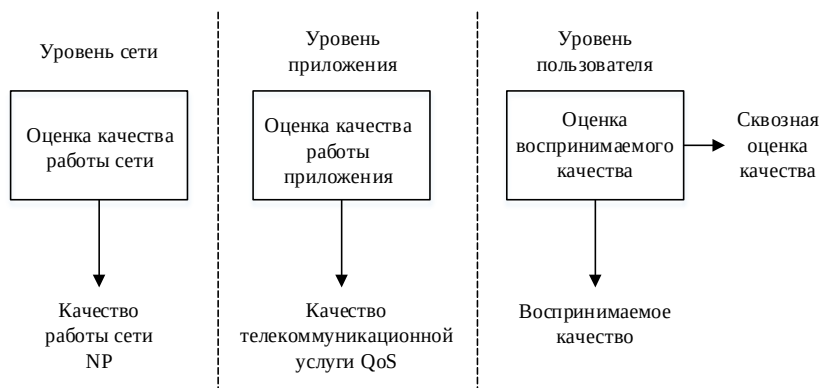 Уровень сети
Оценка качества
работы сети
Качество
работы сети
NP
Уровень
приложения
Оценка качества
работы
приложения
Качество
телекоммуникационной
услуги QoS
Уровень
пользователя
Оценка
воспринимаемого
качества
Сквозная
оценка
качества
Воспринимаемое
качество